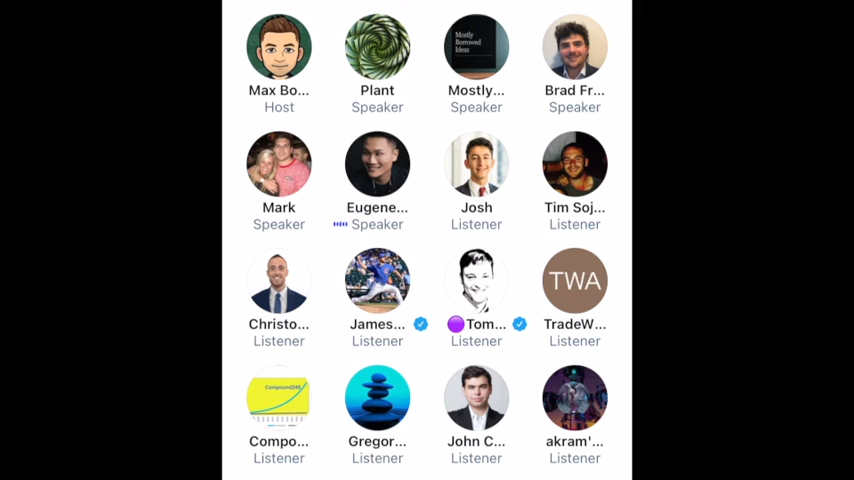 Mostly
Borrowed
Ideas
Max Bo... Plant Mostly... Brad Fr...
Host Speaker Speaker Speaker
Mark Eugene... Josh Tim Soj...
Speaker Speaker Listener Listener
TWA
Christo... James... Tom... TradeW...
Listener Listener Listener Listener
Compound248
Compo... Gregor... John C... akram'...
Listener Listener Listener Listener